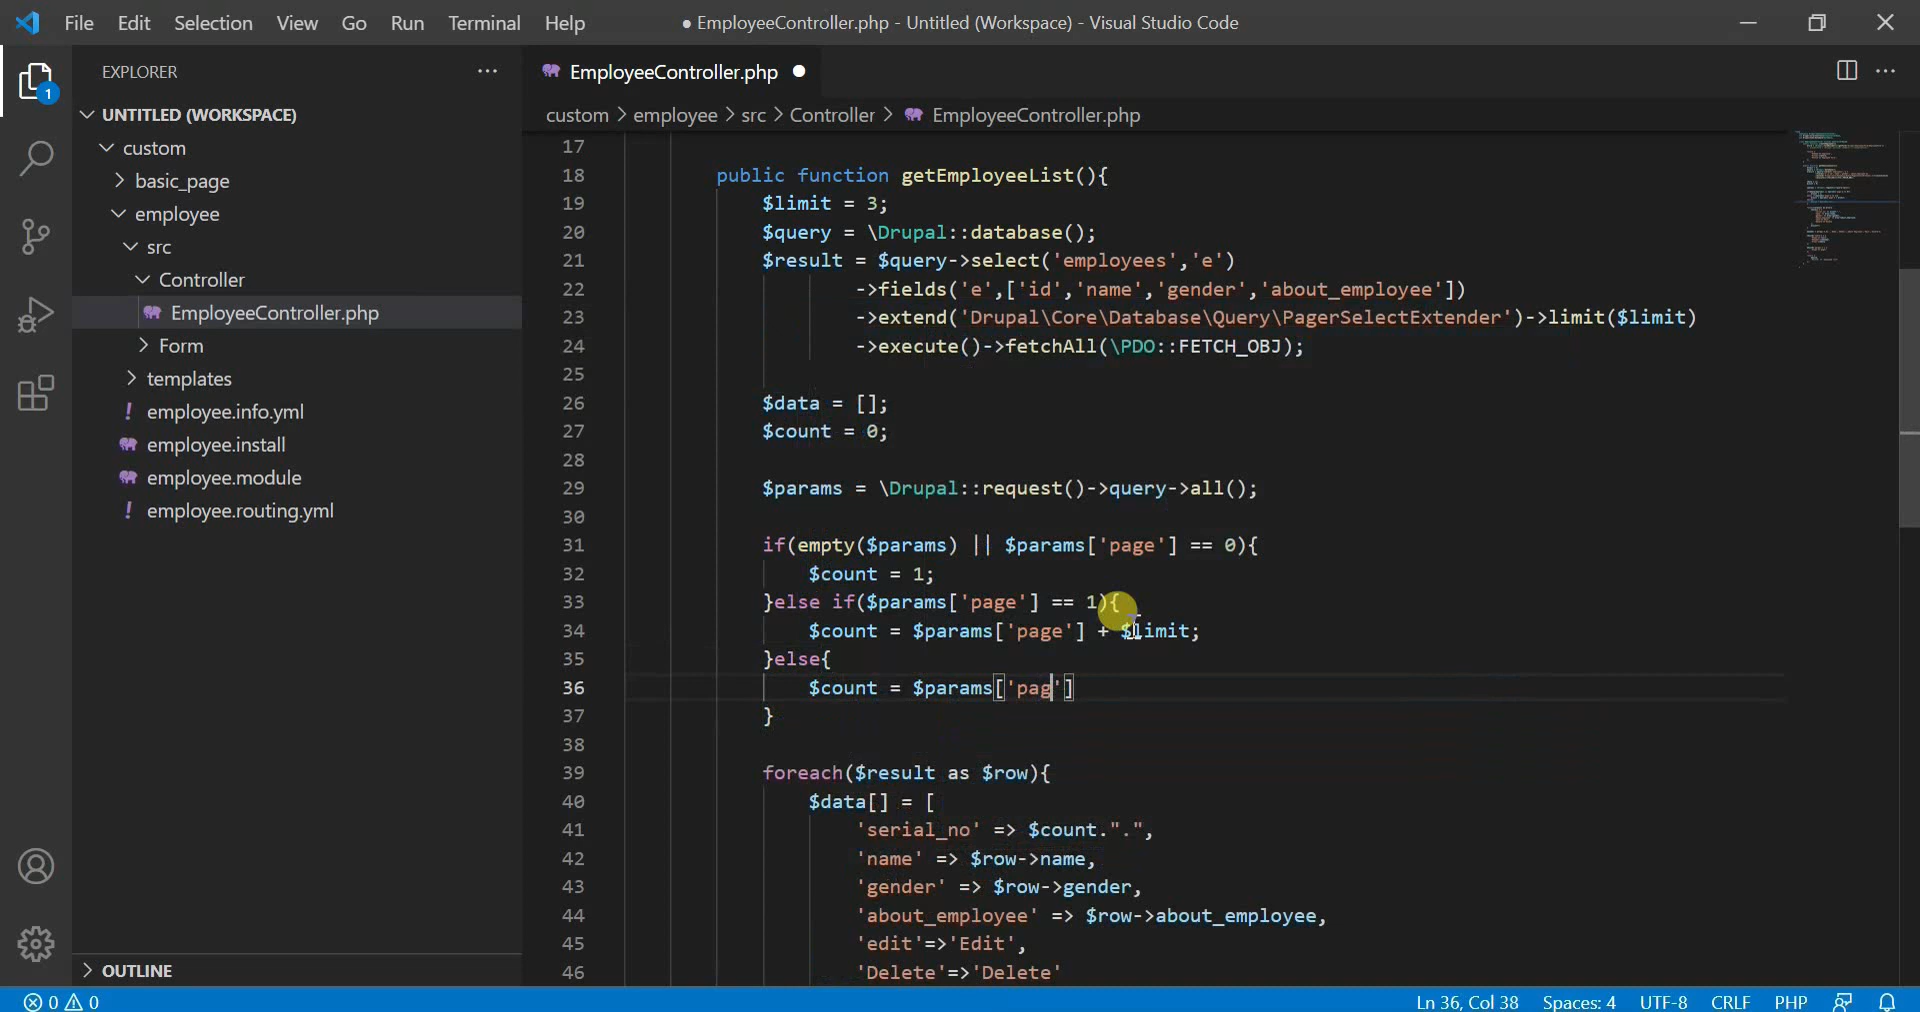 File Edit Selection View Go Run Terminal Help ● EmployeeController.php - Untitled (Workspace) - Visual Studio Code
EXPLORER
1
UNTITLED (WORKSPACE)
custom
basic_page
employee
src
Controller
EmployeeController.php
Form
templates
! employee.info.yml
employee.install
employee.module
! employee.routing.yml
OUTLINE
EmployeeController.php ●
custom > employee > src > Controller > EmployeeController.php
17
18 public function getEmployeeList(){
19 $limit = 3;
20 $query = \Drupal::database();
21 $result = $query->select('employees','e')
22 ->fields('e',['id','name','gender','about_employee'])
23 ->extend('Drupal\Core\Database\Query\PagerSelectExtender')->limit($limit)
24 ->execute()->fetchAll(\PDO::FETCH_OBJ);
25
26 $data = [];
27 $count = 0;
28
29 $params = \Drupal::request()->query->all();
30
31 if(empty($params) || $params['page'] == 0){
32 $count = 1;
33 }else if($params['page'] == 1){
34 $count = $params['page'] + $limit;
35 }else{
36 $count = $params['pag']
37 }
38
39 foreach($result as $row){
40 $data[] = [
41 'serial_no' => $count.".",
42 'name' => $row->name,
43 'gender' => $row->gender,
44 'about_employee' => $row->about_employee,
45 'edit'=>'Edit',
46 'Delete'=>'Delete'
0 0 Ln 36, Col 38 Spaces: 4 UTF-8 CRLF PHP